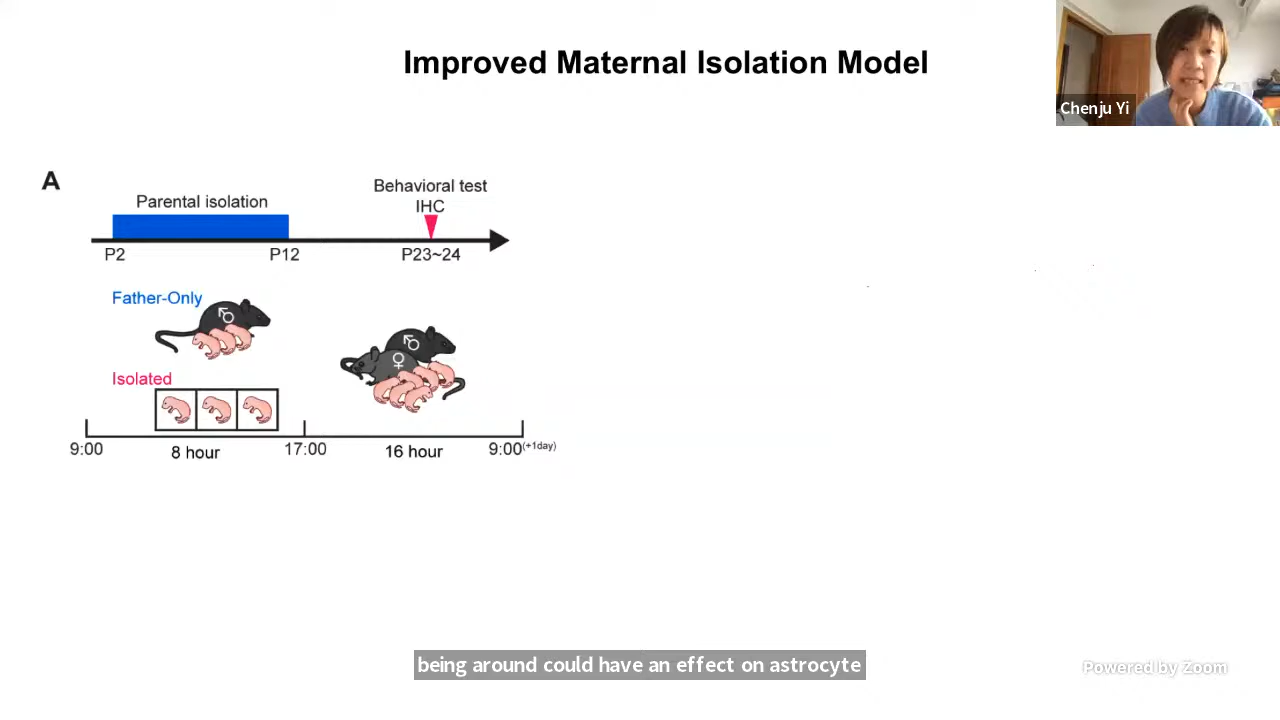 Improved Maternal Isolation Model
Chenju Yi
A
Parental isolation
Behavioral test
IHC
P2
P12
P23~24
Father-Only
♂
♂
♀
Isolated
9:00
8 hour
17:00
16 hour
9:00(+1day)
being around could have an effect on astrocyte
Powered by Zoom